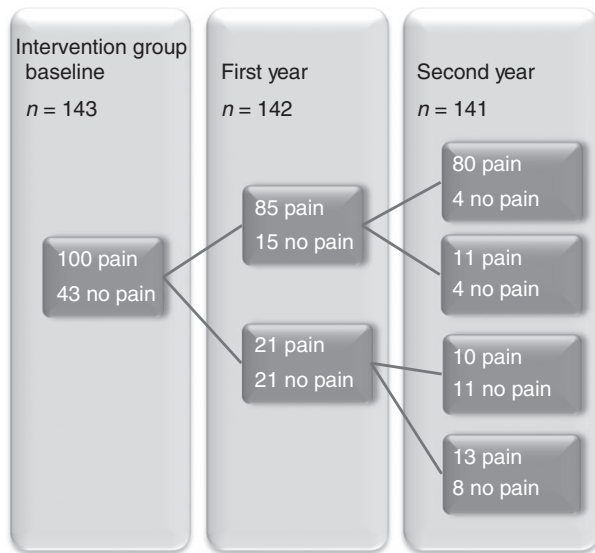 Intervention group
baseline
n = 143
100 pain
43 no pain
First year
n = 142
85 pain
15 no pain
21 pain
21 no pain
Second year
n = 141
80 pain
4 no pain
11 pain
4 no pain
10 pain
11 no pain
13 pain
8 no pain